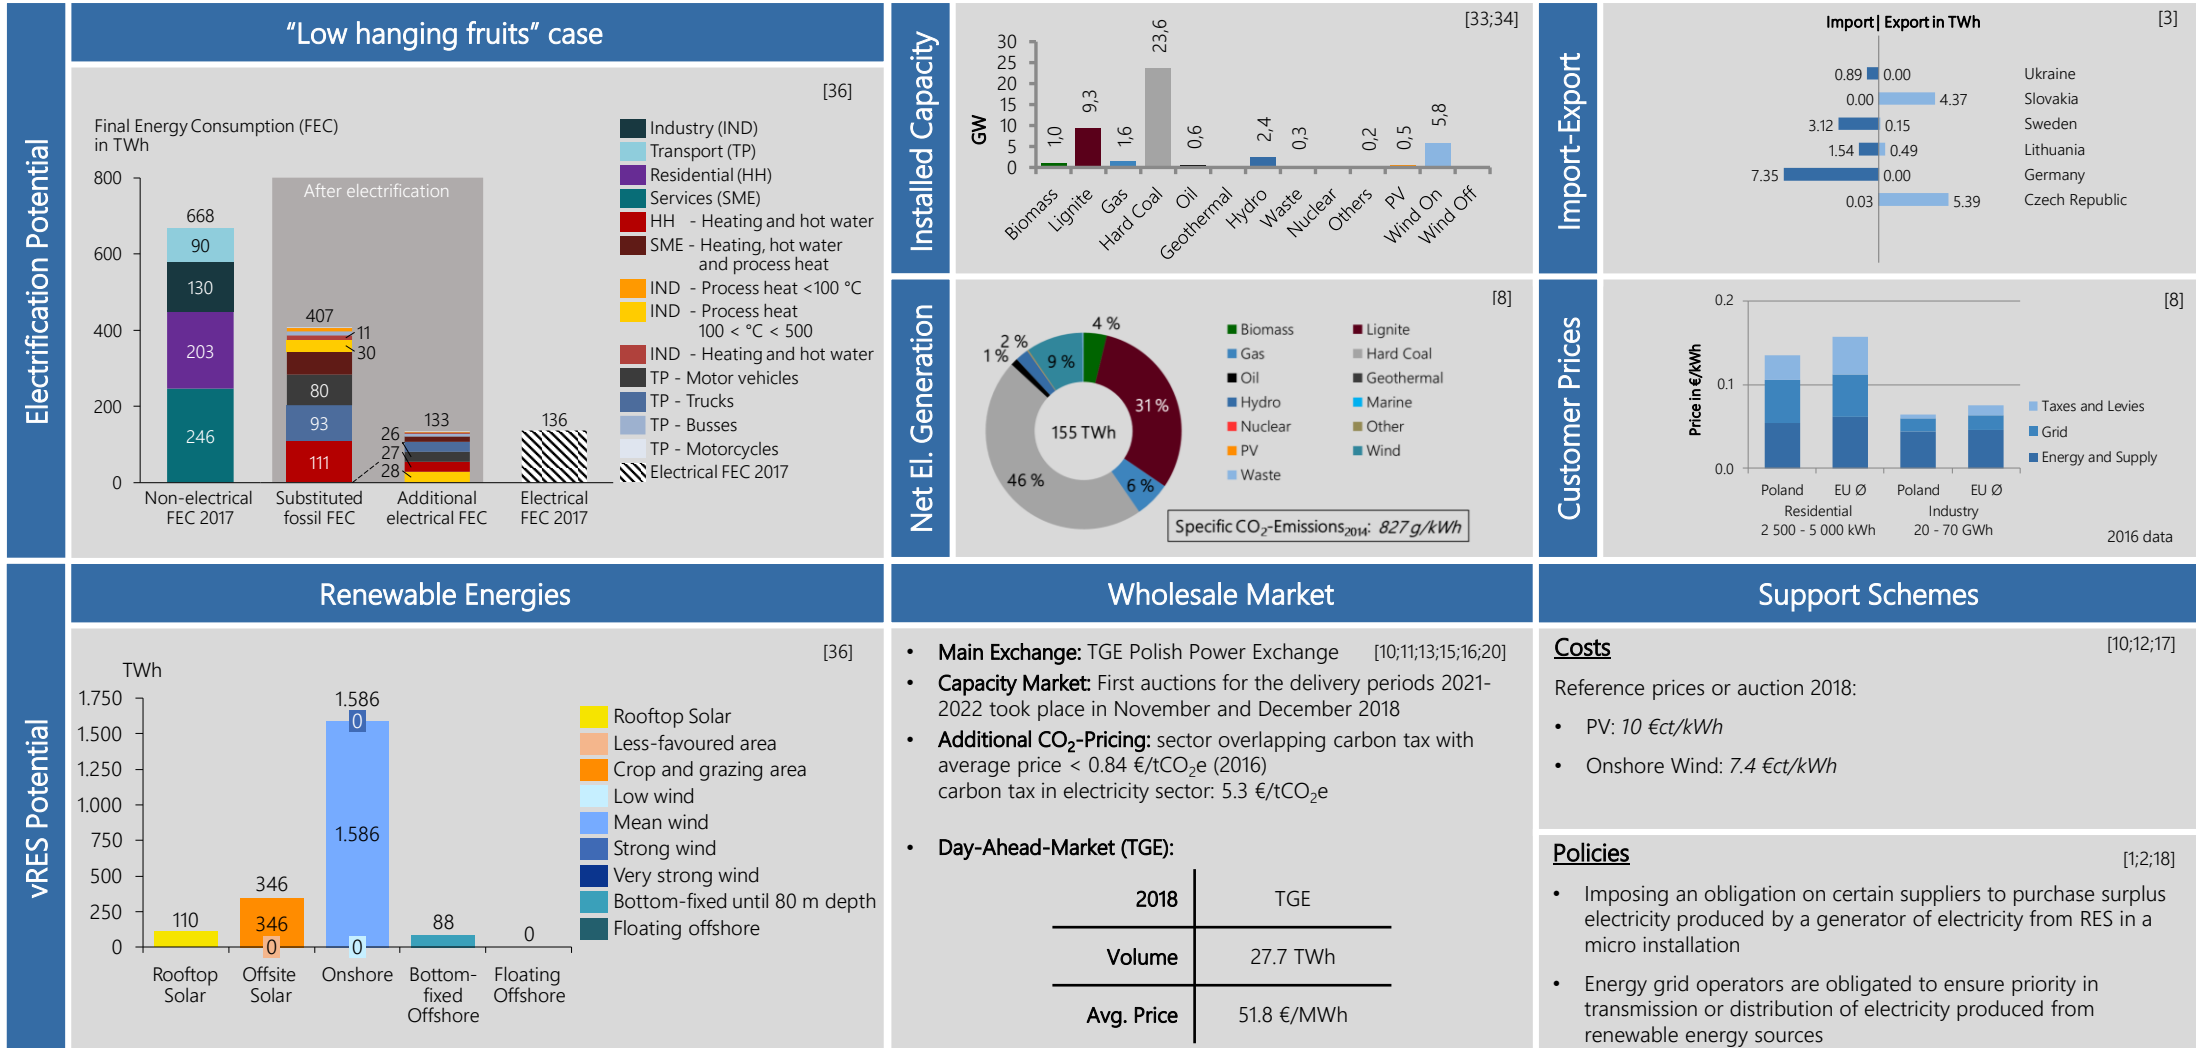 Electrification Potential
"Low hanging fruits" case
[36]
Final Energy Consumption (FEC)
in TWh
800
600
400
200
0
After electrification
668
90
130
203
246
407
11
30
80
93
111
133
26
27
28
136
Non-electrical
FEC 2017
Substituted
fossil FEC
Additional
electrical FEC
Electrical
FEC 2017
Industry (IND)
Transport (TP)
Residential (HH)
Services (SME)
HH - Heating and hot water
SME - Heating, hot water
and process heat
IND - Process heat <100 °C
IND - Process heat
100 < °C < 500
IND - Heating and hot water
TP - Motor vehicles
TP - Trucks
TP - Busses
TP - Motorcycles
Electrical FEC 2017
Installed Capacity
[33;34]
GW
30
25
20
15
10
5
0
1,0
9,3
1,6
23,6
0,6
2,4
0,3
0,2
0,5
5,8
Biomass
Lignite
Gas
Hard Coal
Oil
Geothermal
Hydro
Waste
Nuclear
Others
PV
Wind On
Wind Off
Import-Export
Import | Export in TWh
[3]
0.89 0.00 Ukraine
0.00 4.37 Slovakia
3.12 0.15 Sweden
1.54 0.49 Lithuania
7.35 0.00 Germany
0.03 5.39 Czech Republic
Net El. Generation
[8]
4 %
31 %
6 %
46 %
1 %
2 %
9 %
155 TWh
Biomass
Lignite
Gas
Hard Coal
Oil
Geothermal
Hydro
Marine
Nuclear
Other
PV
Wind
Waste
Specific CO₂-Emissions₂₀₁₄: 827 g/kWh
Customer Prices
[8]
Price in €/kWh
0.2
0.1
0.0
Poland
EU Ø
Poland
EU Ø
Residential
2 500 - 5 000 kWh
Industry
20 - 70 GWh
Taxes and Levies
Grid
Energy and Supply
2016 data
vRES Potential
Renewable Energies
[36]
TWh
1.750
1.500
1.250
1.000
750
500
250
0
110
346
346
0
1.586
0
1.586
0
88
0
Rooftop
Solar
Offsite
Solar
Onshore
Bottom-
fixed
Offshore
Floating
Offshore
Rooftop Solar
Less-favoured area
Crop and grazing area
Low wind
Mean wind
Strong wind
Very strong wind
Bottom-fixed until 80 m depth
Floating offshore
Wholesale Market
• Main Exchange: TGE Polish Power Exchange [10;11;13;15;16;20]
• Capacity Market: First auctions for the delivery periods 2021-
2022 took place in November and December 2018
• Additional CO₂-Pricing: sector overlapping carbon tax with
average price < 0.84 €/tCO₂e (2016)
carbon tax in electricity sector: 5.3 €/tCO₂e
• Day-Ahead-Market (TGE):
2018 TGE
Volume 27.7 TWh
Avg. Price 51.8 €/MWh
Support Schemes
Costs [10;12;17]
Reference prices or auction 2018:
• PV: 10 €ct/kWh
• Onshore Wind: 7.4 €ct/kWh
Policies [1;2;18]
• Imposing an obligation on certain suppliers to purchase surplus
electricity produced by a generator of electricity from RES in a
micro installation
• Energy grid operators are obligated to ensure priority in
transmission or distribution of electricity produced from
renewable energy sources